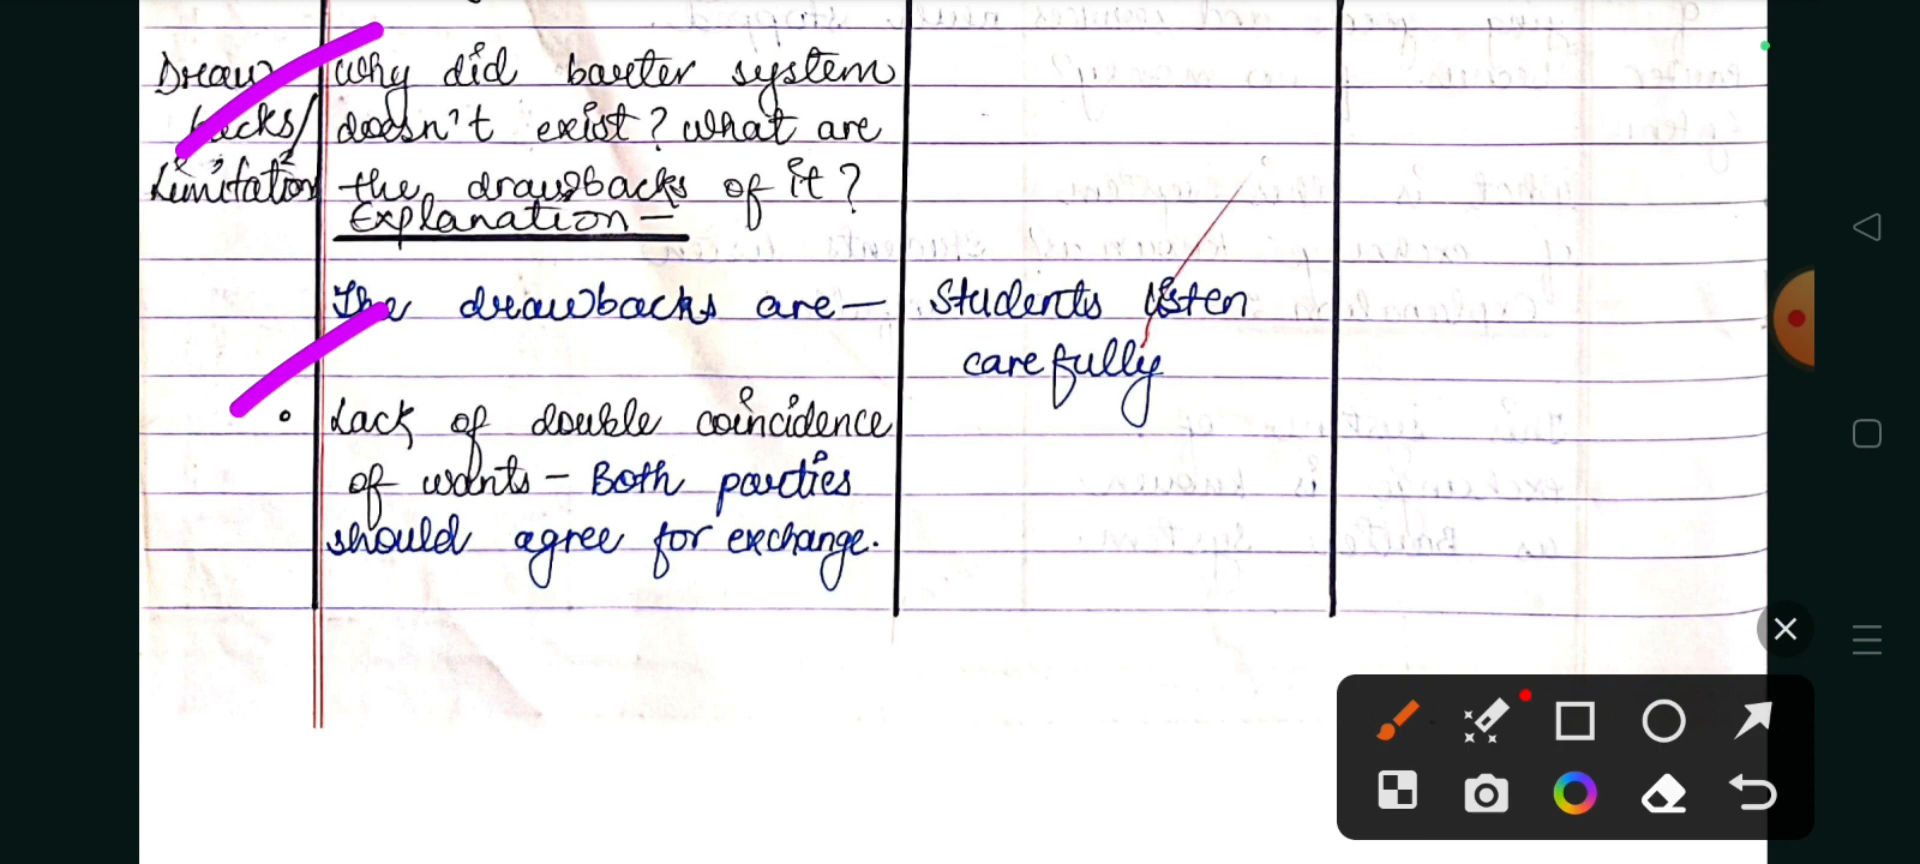 Draw why did barter system
backs/ doesn't exist? what are
Limitation the drawbacks of it?
Explanation —
The drawbacks are — Students listen
carefully
• Lack of double coincidence
of wants – Both parties
should agree for exchange.